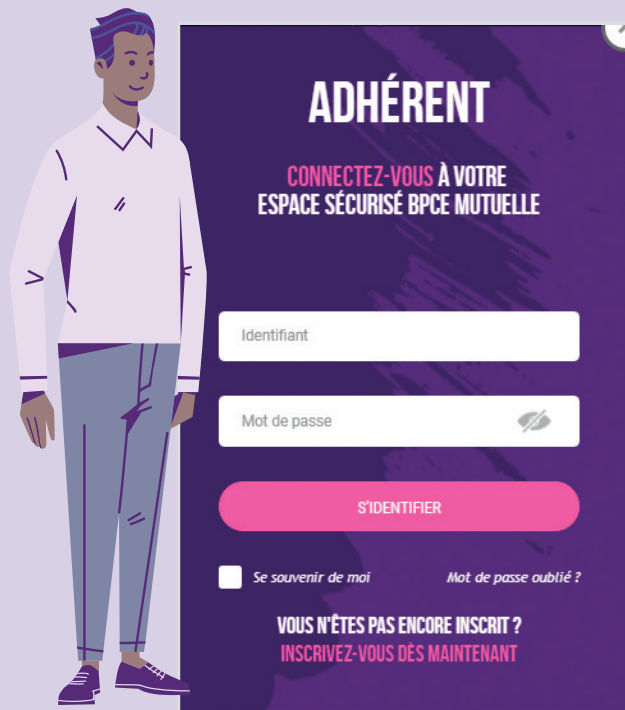 ADHÉRENT
CONNECTEZ-VOUS À VOTRE
ESPACE SÉCURISÉ BPCE MUTUELLE
Identifiant
Mot de passe
S'IDENTIFIER
Se souvenir de moi
Mot de passe oublié ?
VOUS N'ÊTES PAS ENCORE INSCRIT ?
INSCRIVEZ-VOUS DÈS MAINTENANT